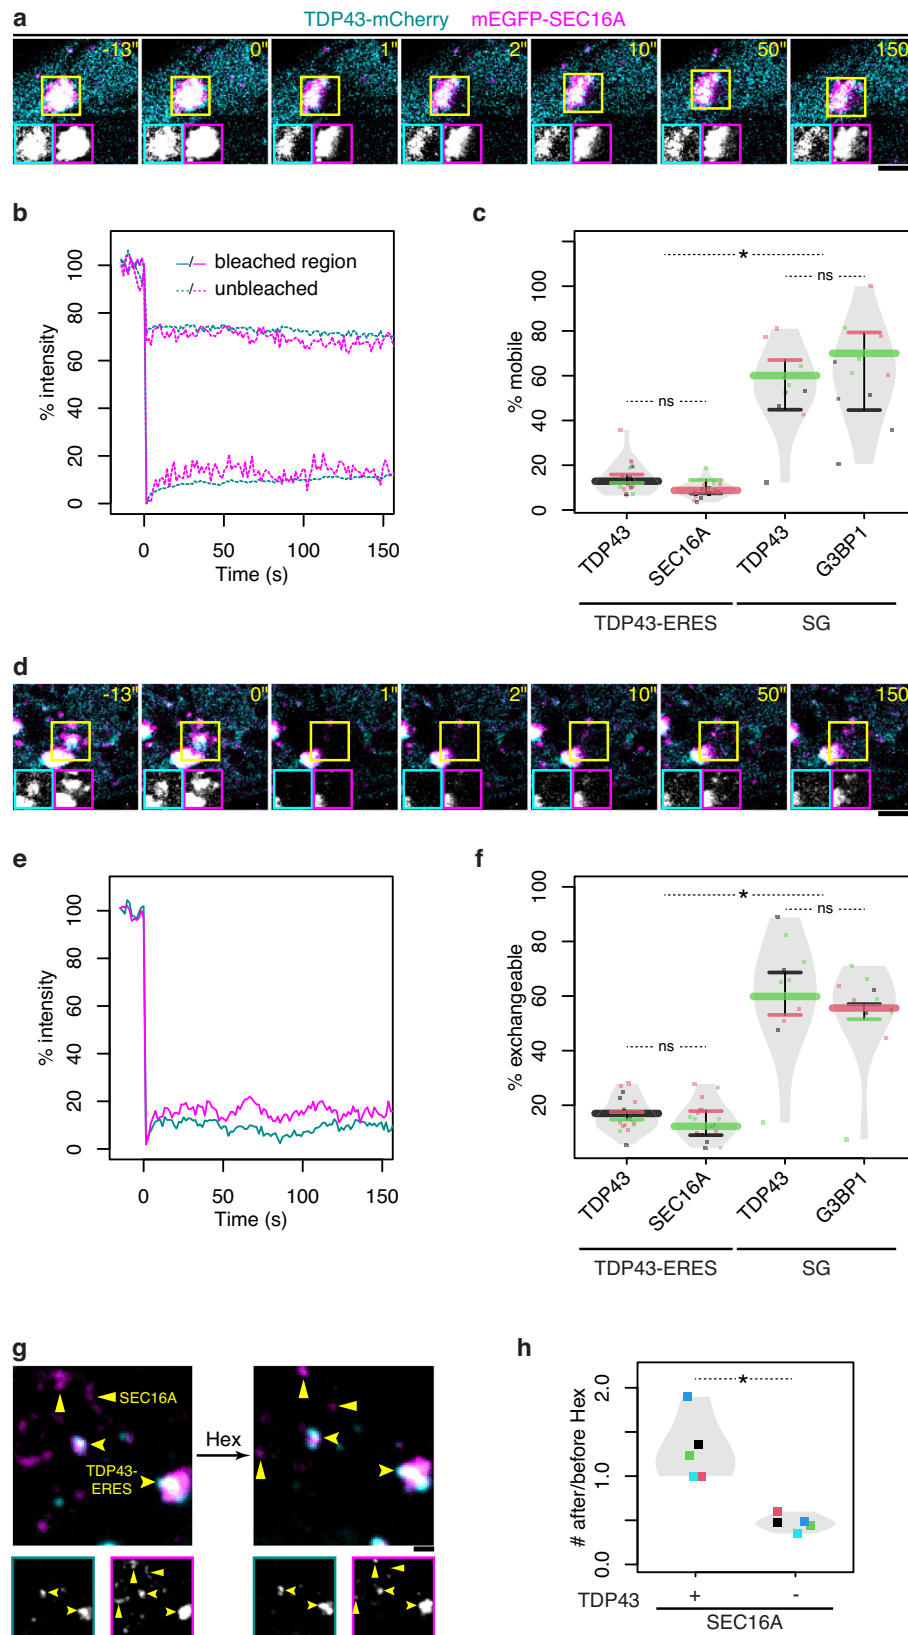 a
TDP43-mCherry mEGFP-SEC16A
-13" 0" 1" 2" 10" 50" 150
b
100
80
60
40
20
0
% intensity
-/- bleached region
-/- unbleached
0 50 100 150
Time (s)
c
100
80
60
40
20
0
% mobile
*
ns
ns
TDP43 SEC16A TDP43 G3BP1
TDP43-ERES SG
d
-13" 0" 1" 2" 10" 50" 150
e
100
80
60
40
20
0
% intensity
0 50 100 150
Time (s)
f
100
80
60
40
20
% exchangeable
*
ns
ns
TDP43 SEC16A TDP43 G3BP1
TDP43-ERES SG
g
SEC16A
TDP43-
ERES
Hex
h
2.0
1.0
0.0
# after/before Hex
*
TDP43 + -
SEC16A